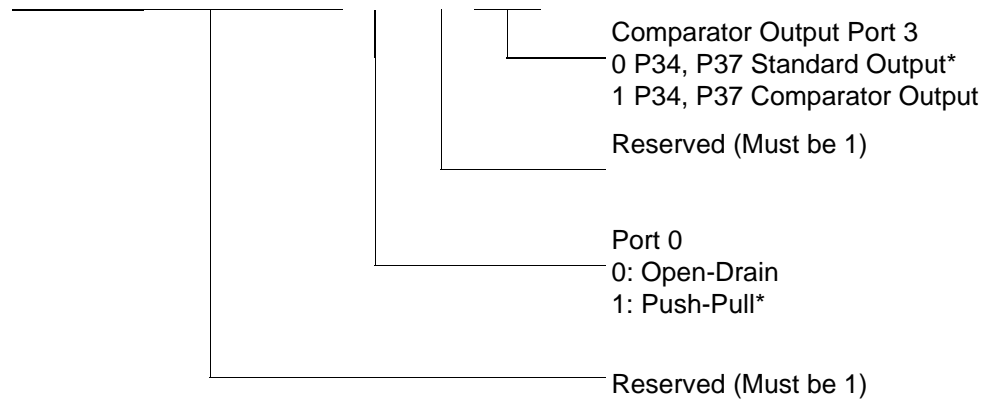 Comparator Output Port 3
0 P34, P37 Standard Output*
1 P34, P37 Comparator Output
Reserved (Must be 1)
Port 0
0: Open-Drain
1: Push-Pull*
Reserved (Must be 1)